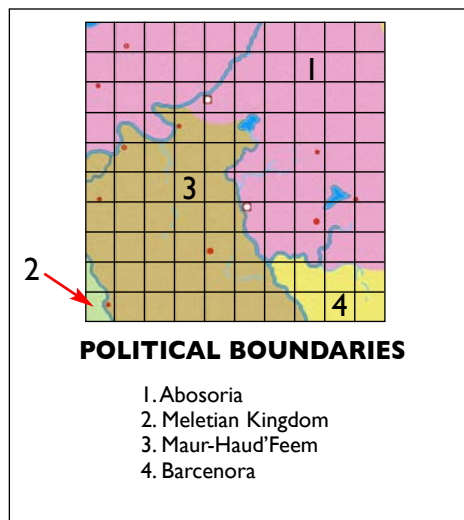 1
3
2
4
POLITICAL BOUNDARIES
1. Abosoria
2. Meletian Kingdom
3. Maur-Haud'Feem
4. Barcenora